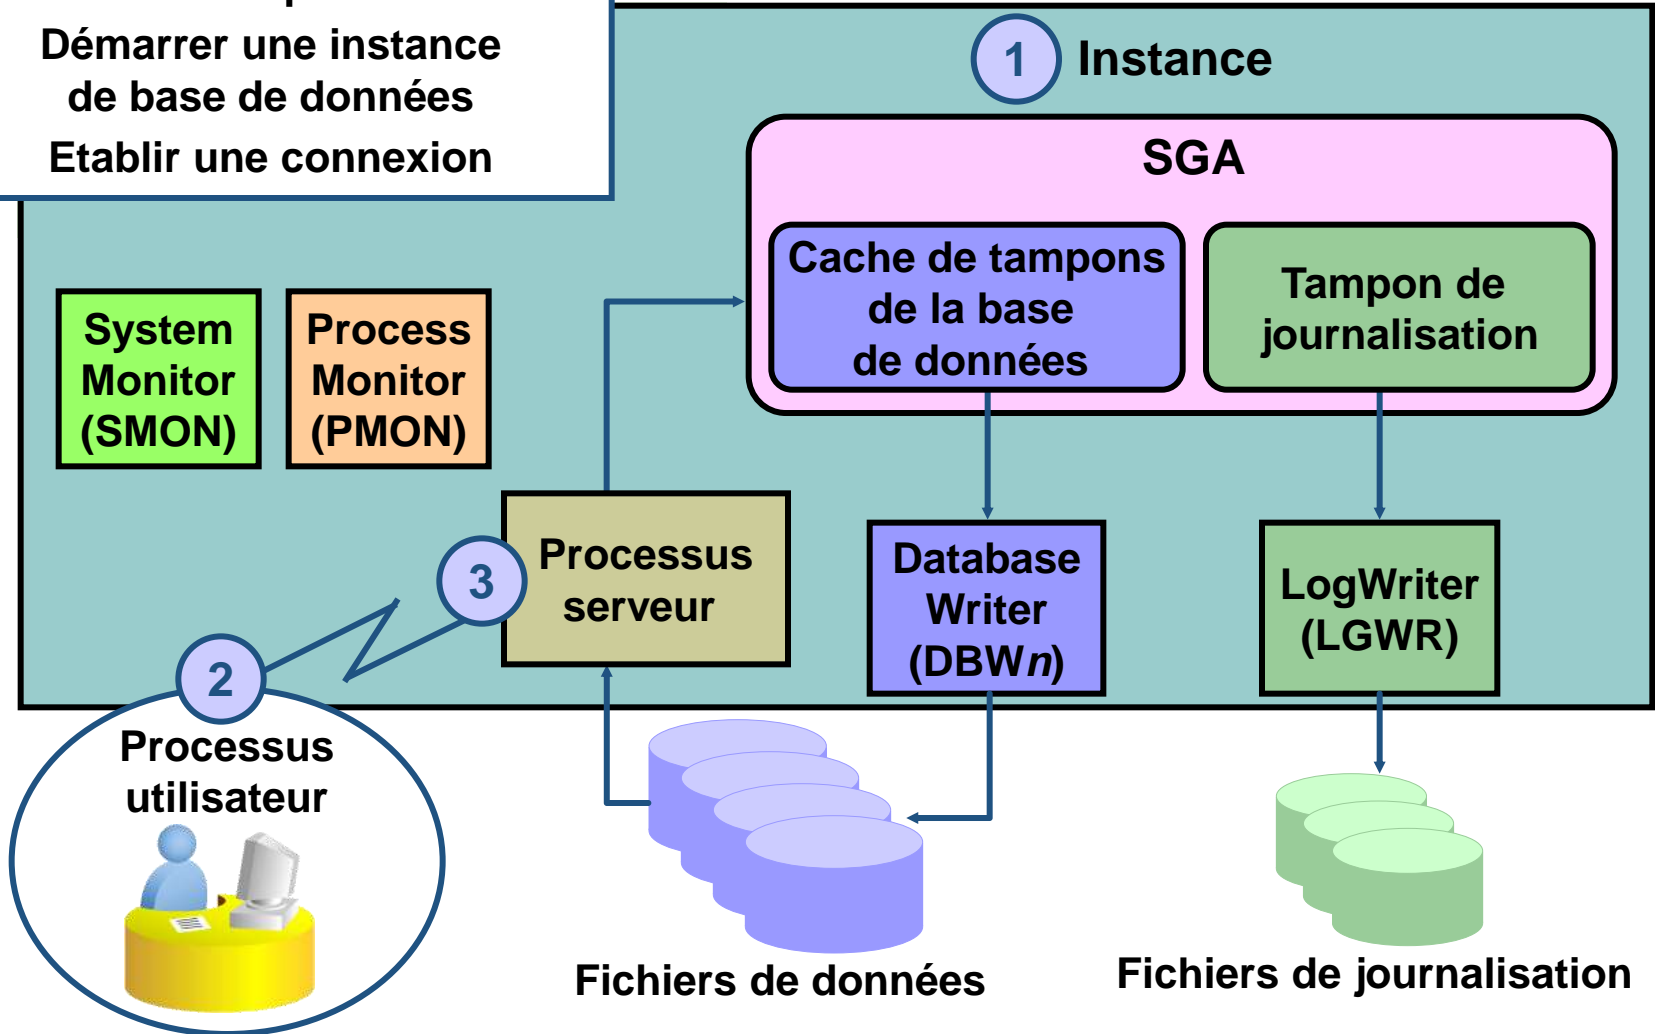 Démarrer une instance
de base de données
Etablir une connexion
1
Instance
SGA
Cache de tampons
de la base
de données
Tampon de
journalisation
System
Monitor
(SMON)
Process
Monitor
(PMON)
3
Processus
serveur
Database
Writer
(DBWn)
LogWriter
(LGWR)
2
Processus
utilisateur
Fichiers de données
Fichiers de journalisation